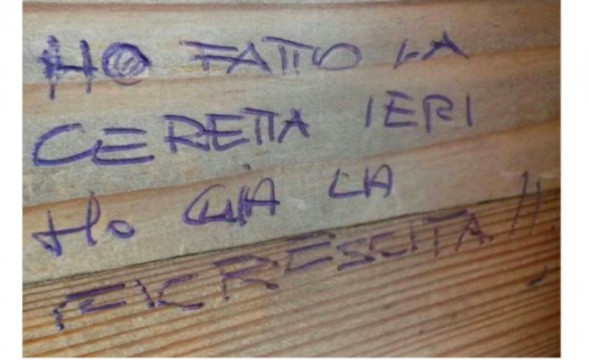 HO FATTO LA
CERETTA IERI
Ho GIA LA
RICRESCITA!!